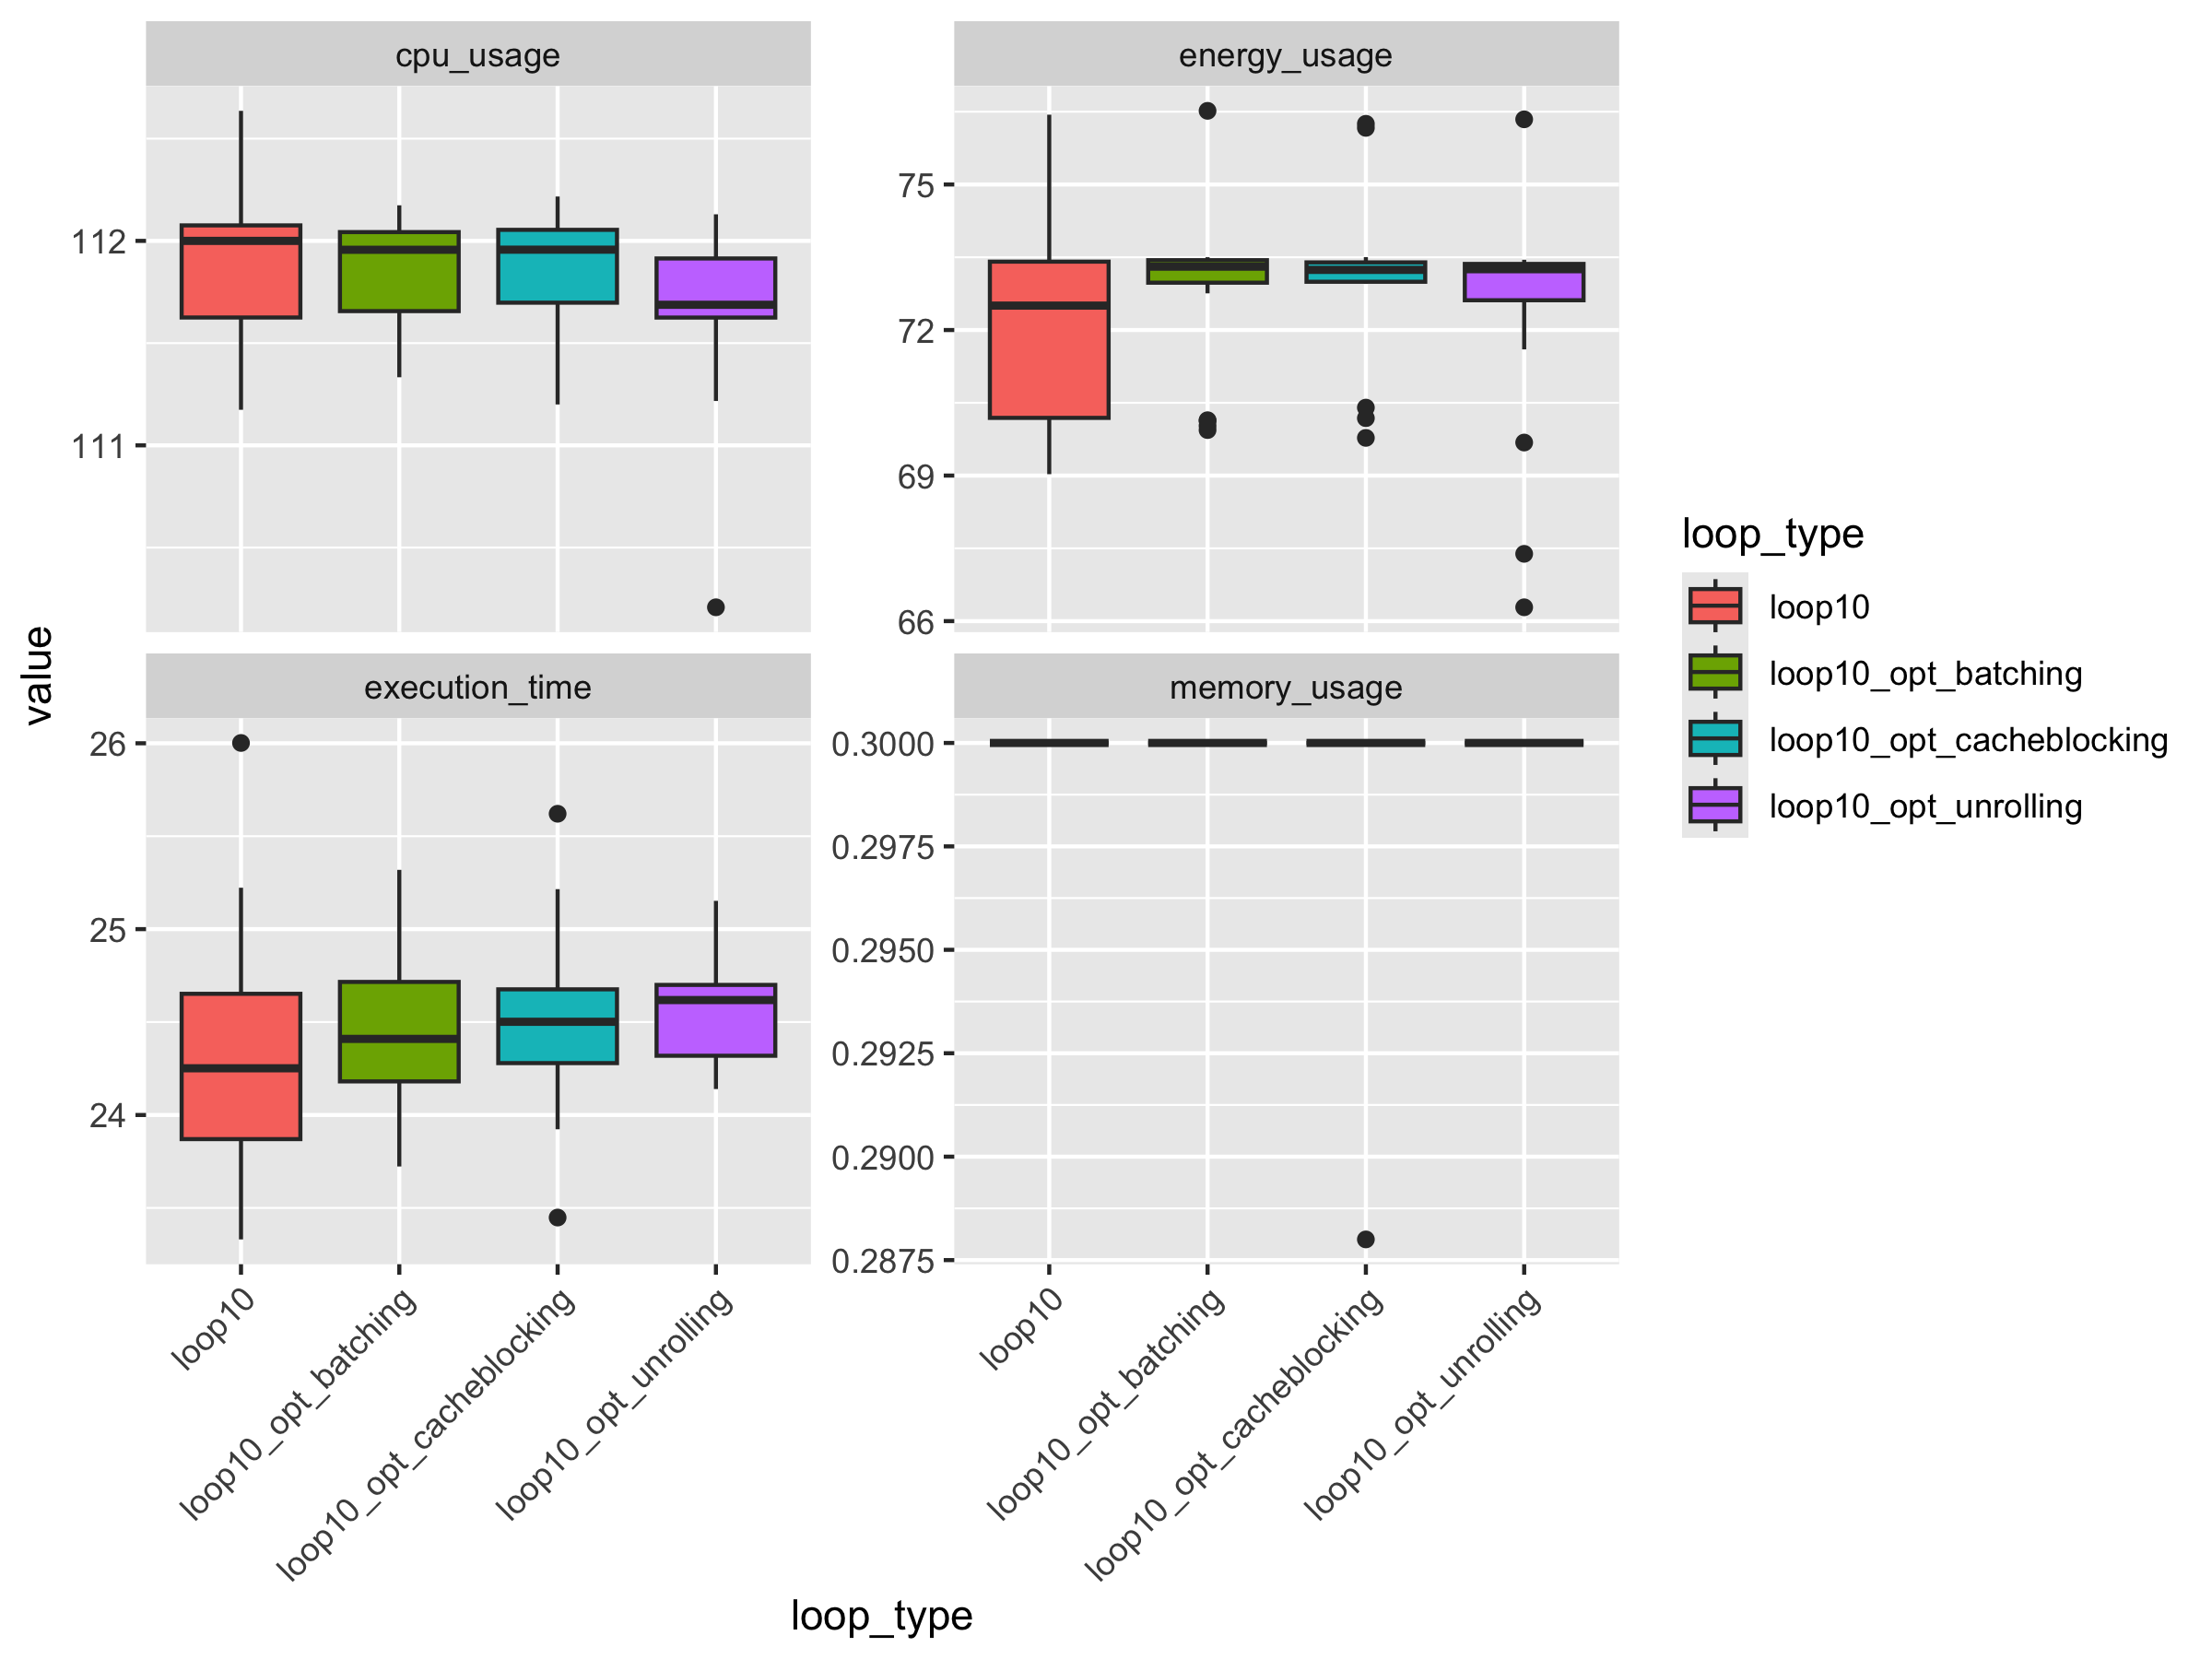 cpu_usage
energy_usage
112
111
75
72
69
66
value
execution_time
memory_usage
26
25
24
0.3000
0.2975
0.2950
0.2925
0.2900
0.2875
loop10
loop10_opt_batching
loop10_opt_cacheblocking
loop10_opt_unrolling
loop10
loop10_opt_batching
loop10_opt_cacheblocking
loop10_opt_unrolling
loop_type
loop_type
loop10
loop10_opt_batching
loop10_opt_cacheblocking
loop10_opt_unrolling